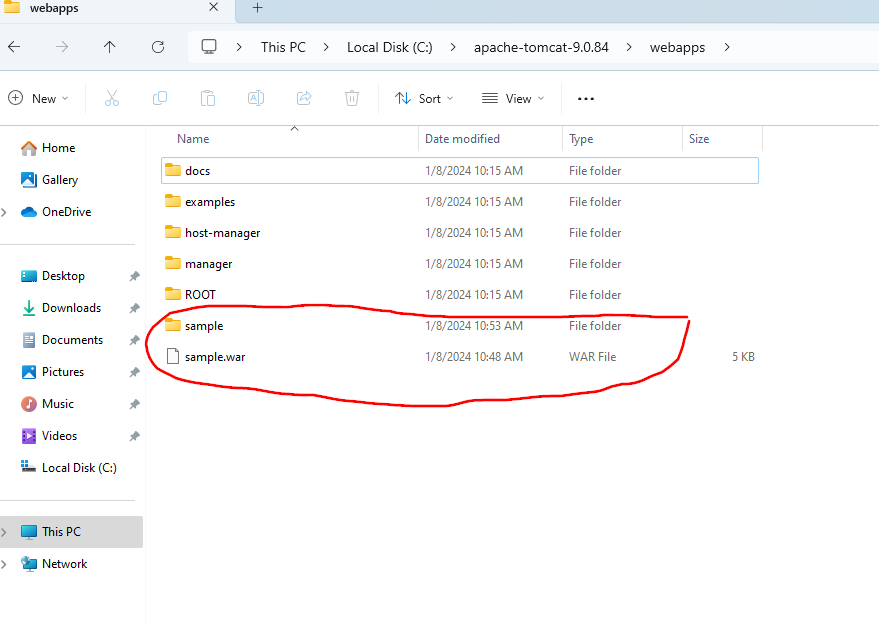 webapps
This PC > Local Disk (C:) > apache-tomcat-9.0.84 > webapps >
New Sort View
Name Date modified Type Size
Home
Gallery
OneDrive
Desktop
Downloads
Documents
Pictures
Music
Videos
Local Disk (C:)
This PC
Network
docs 1/8/2024 10:15 AM File folder
examples 1/8/2024 10:15 AM File folder
host-manager 1/8/2024 10:15 AM File folder
manager 1/8/2024 10:15 AM File folder
ROOT 1/8/2024 10:15 AM File folder
sample 1/8/2024 10:53 AM File folder
sample.war 1/8/2024 10:48 AM WAR File 5 KB